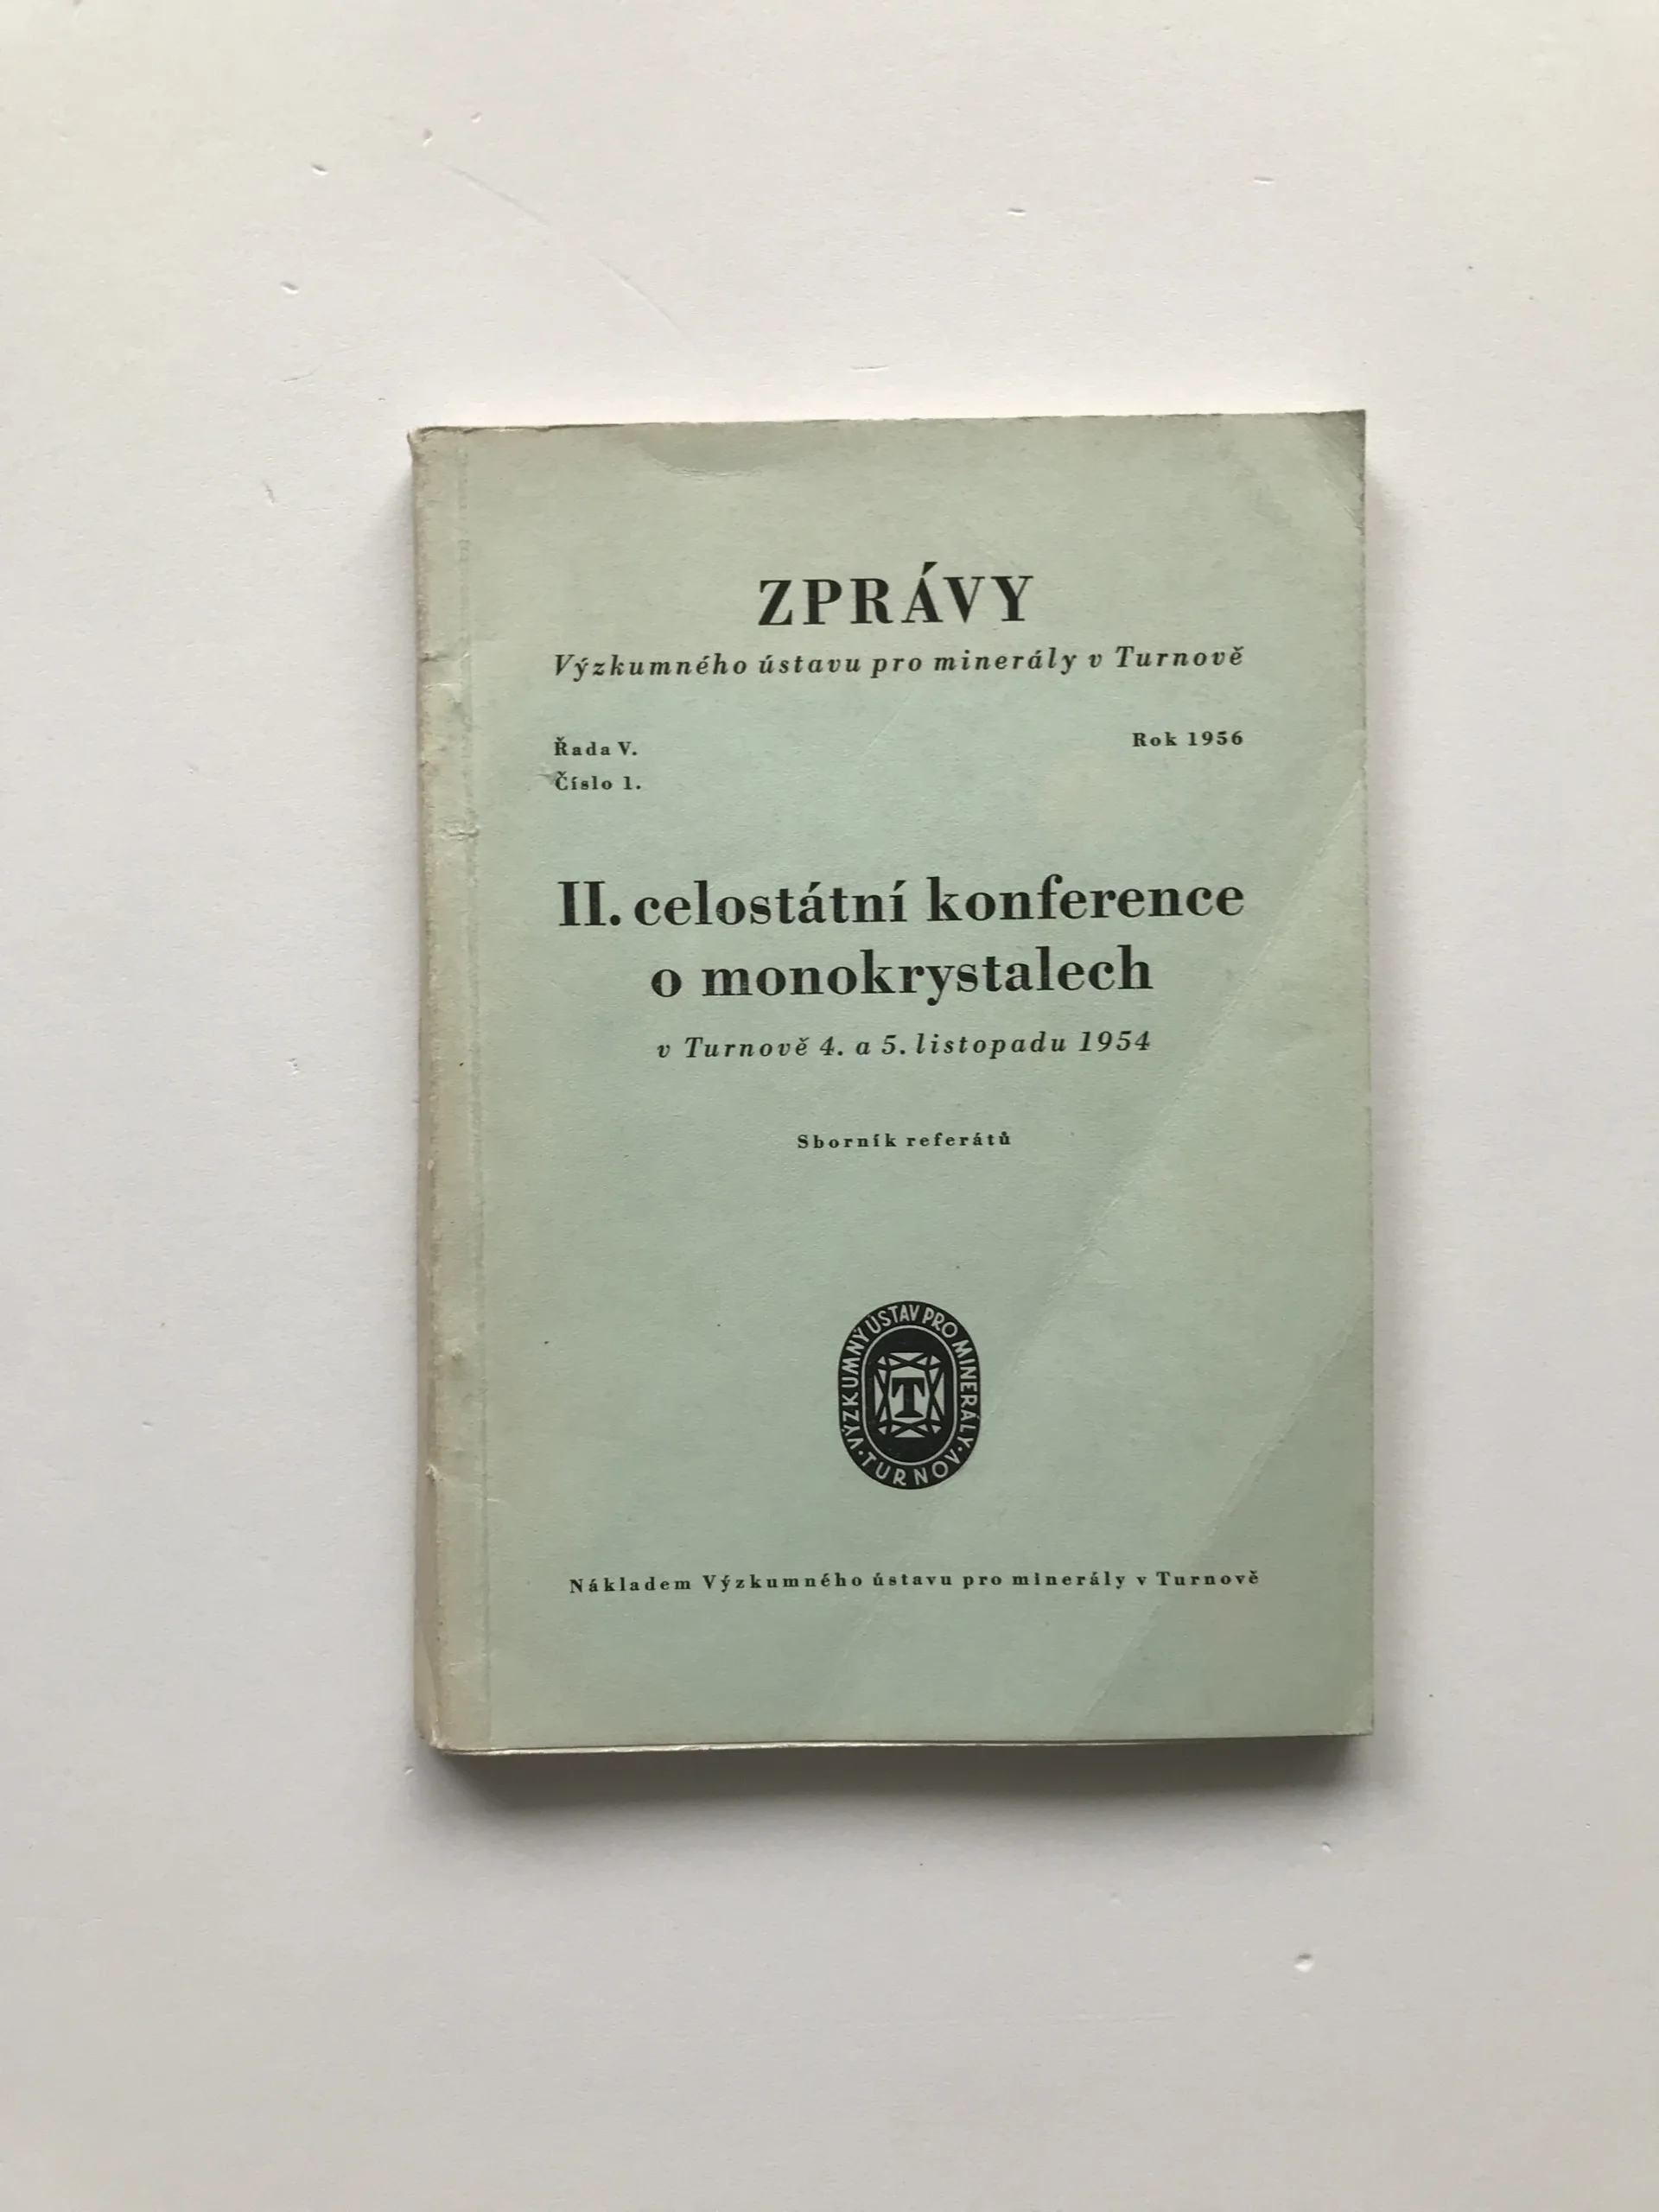 ZPRÁVY
Výzkumného ústavu pro minerály v Turnově
Řada V.
Rok 1956
Číslo 1.
II. celostátní konference
o monokrystalech
v Turnově 4. a 5. listopadu 1954
Sborník referátů
VÝZKUMNÝ ÚSTAV PRO MINERÁLY · TURNOV ·
T
Nákladem Výzkumného ústavu pro minerály v Turnově